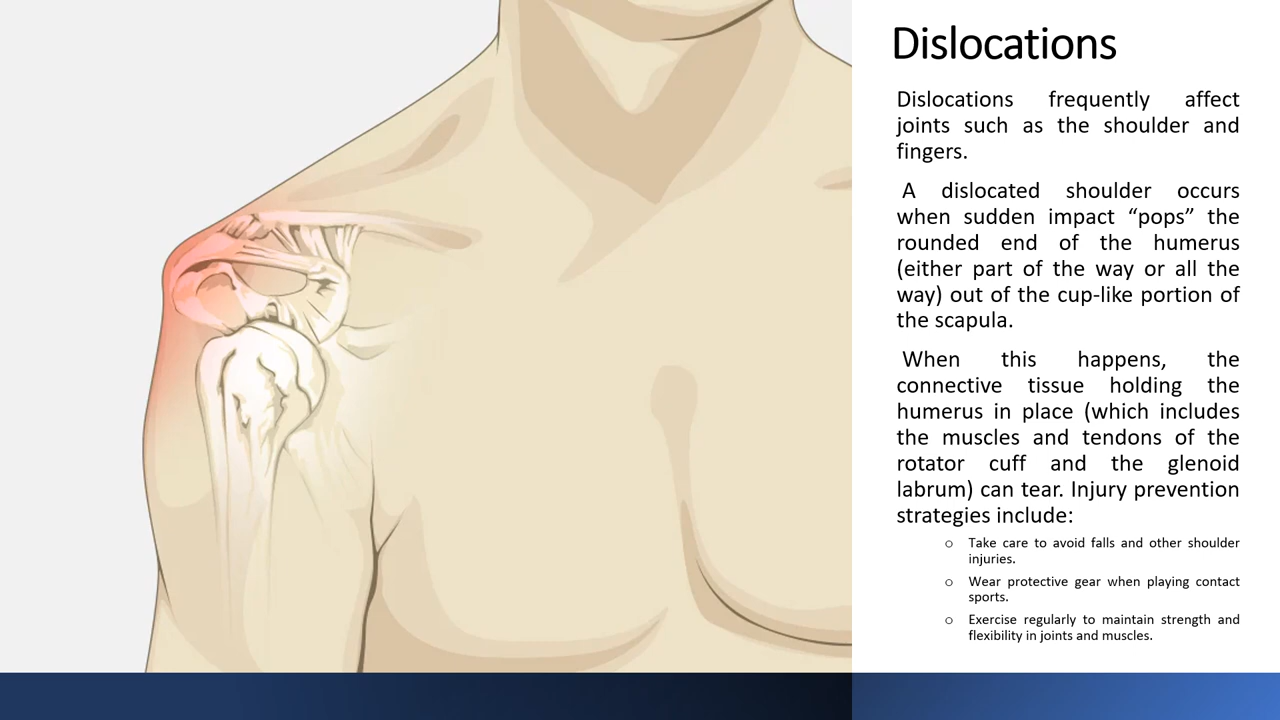 Dislocations
Dislocations frequently affect
joints such as the shoulder and
fingers.
A dislocated shoulder occurs
when sudden impact “pops” the
rounded end of the humerus
(either part of the way or all the
way) out of the cup-like portion of
the scapula.
When this happens, the
connective tissue holding the
humerus in place (which includes
the muscles and tendons of the
rotator cuff and the glenoid
labrum) can tear. Injury prevention
strategies include:
o Take care to avoid falls and other shoulder
injuries.
o Wear protective gear when playing contact
sports.
o Exercise regularly to maintain strength and
flexibility in joints and muscles.